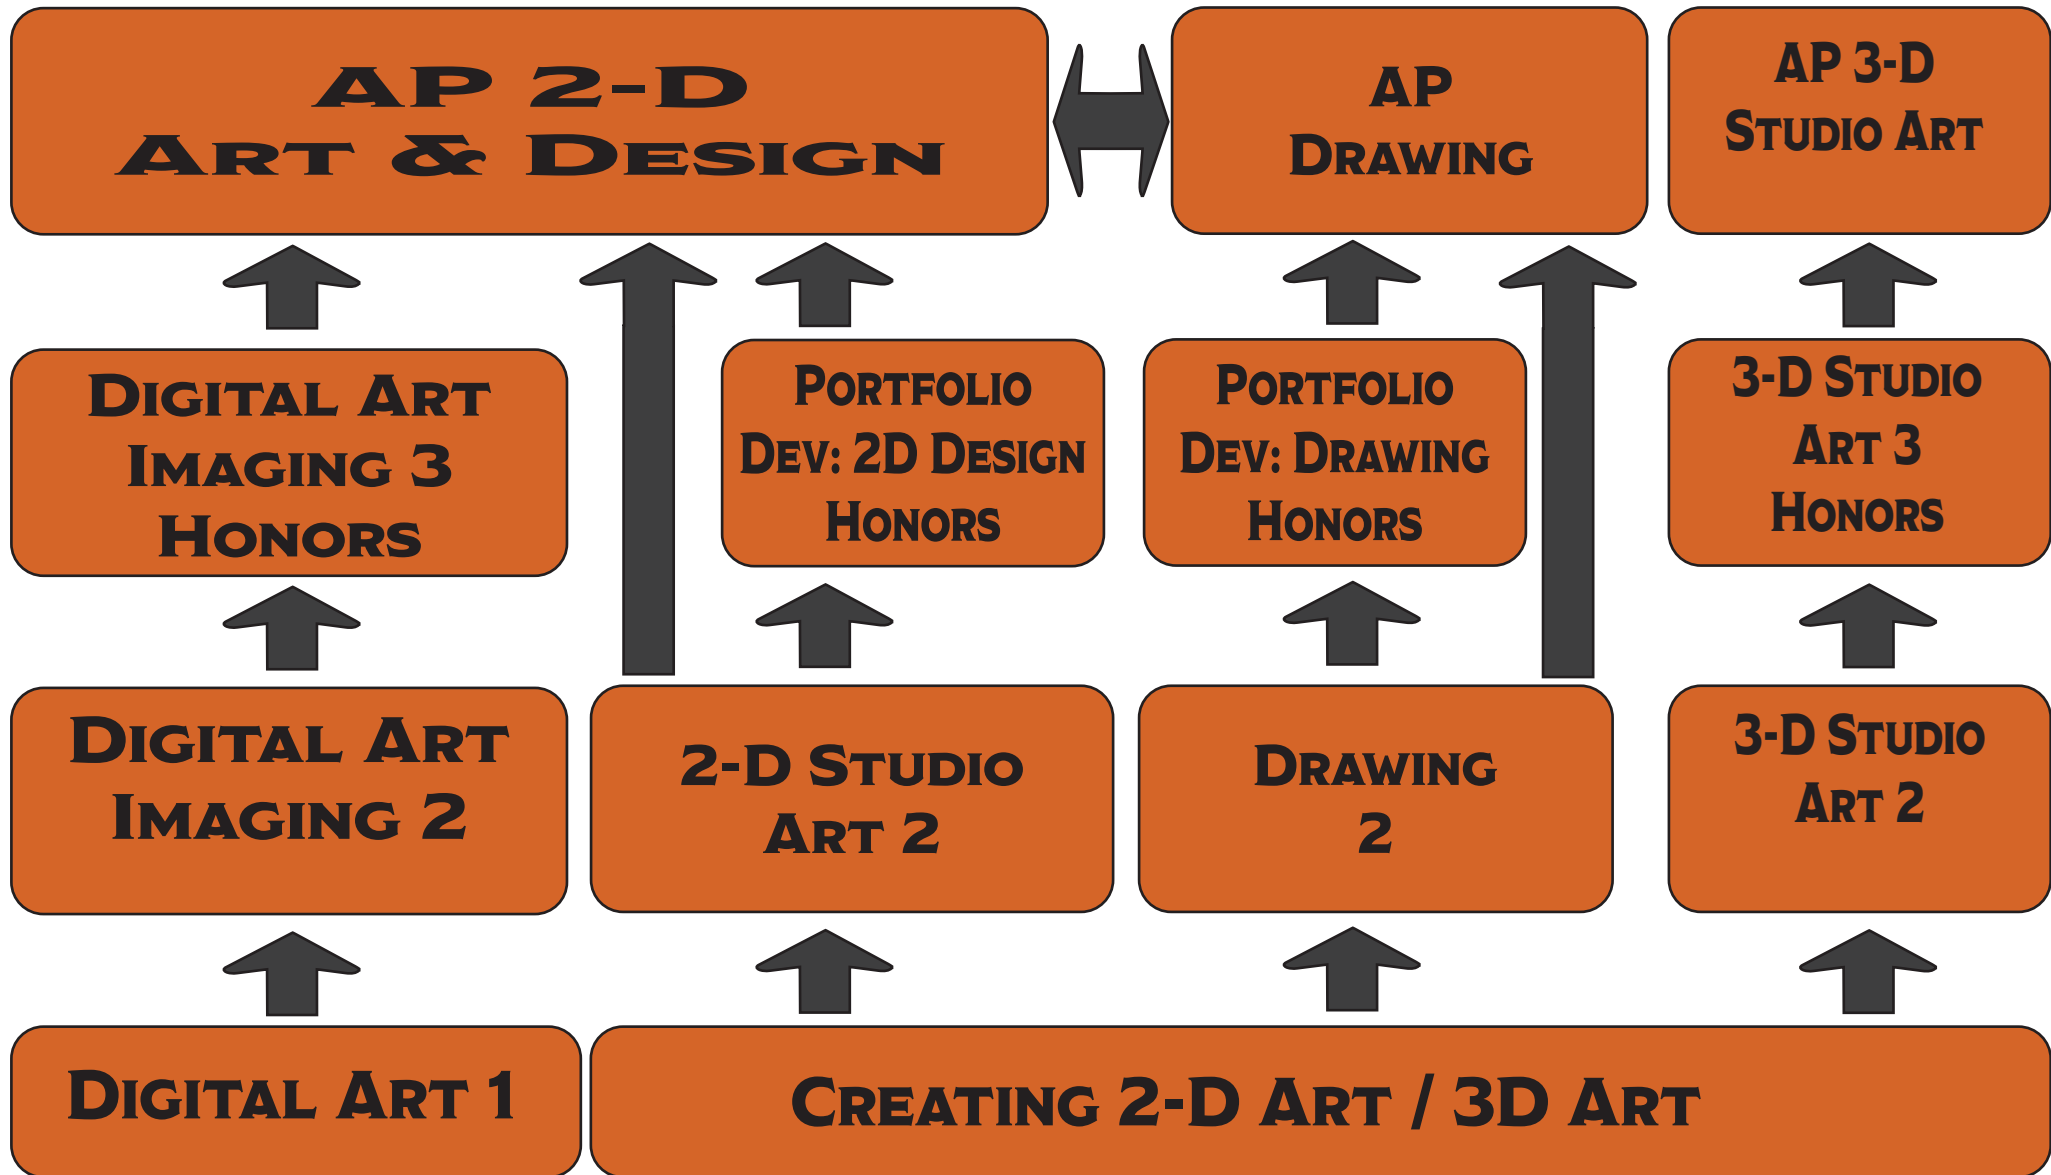 AP 2-D
Art & Design
AP
Drawing
AP 3-D
Studio Art
Digital Art
Imaging 3
Honors
Portfolio
Dev: 2D Design
Honors
Portfolio
Dev: Drawing
Honors
3-D Studio
Art 3
Honors
Digital Art
Imaging 2
2-D Studio
Art 2
Drawing
2
3-D Studio
Art 2
Digital Art 1
Creating 2-D Art / 3D Art